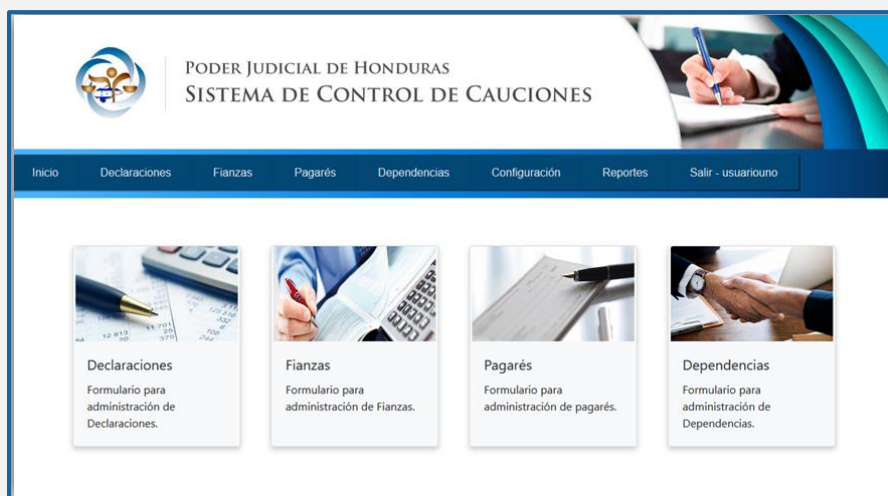 PODER JUDICIAL DE HONDURAS
SISTEMA DE CONTROL DE CAUCIONES
Inicio Declaraciones Fianzas Pagarés Dependencias Configuración Reportes Salir - usuariouno
Declaraciones
Formulario para
administración de
Declaraciones.
Fianzas
Formulario para
administración de Fianzas.
Pagarés
Formulario para
administración de pagarés.
Dependencias
Formulario para
administración de
Dependencias.